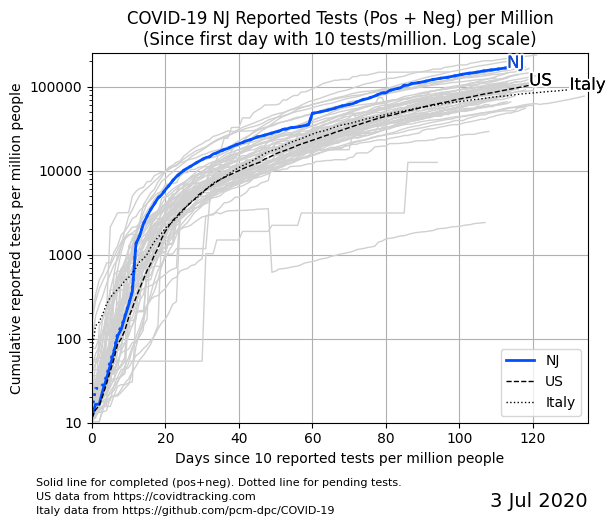 COVID-19 NJ Reported Tests (Pos + Neg) per Million
(Since first day with 10 tests/million. Log scale)
Cumulative reported tests per million people
100000
10000
1000
100
10
NJ
US
Italy
NJ
US
Italy
0 20 40 60 80 100 120
Days since 10 reported tests per million people
Solid line for completed (pos+neg). Dotted line for pending tests.
US data from https://covidtracking.com
Italy data from https://github.com/pcm-dpc/COVID-19
3 Jul 2020